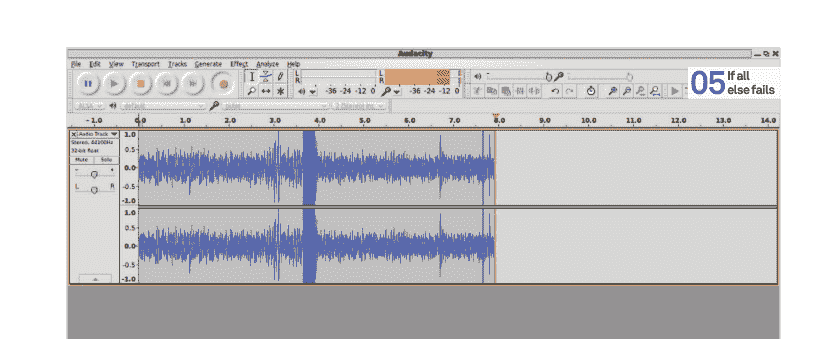 Audacity
File Edit View Transport Tracks Generate Effect Analyze Help
L
R
L
R
-36 -24 -12 0
-36 -24 -12 0
05 If all
else fails
ALSA default pulse
-1.0 0.0 1.0 2.0 3.0 4.0 5.0 6.0 7.0 8.0 9.0 10.0 11.0 12.0 13.0 14.0
X Audio Track
Stereo, 44100Hz
32-bit float
Mute Solo
- +
L R
1.0
0.5
0.0
-0.5
-1.0
1.0
0.5
0.0
-0.5
-1.0